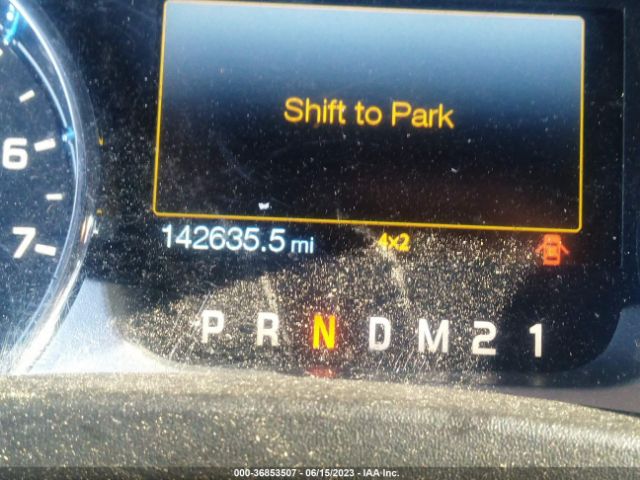 Shift to Park
6
7
142635.5 mi 4x2
P R N D M 2 1
000-36853507 - 06/15/2023 - IAA Inc.